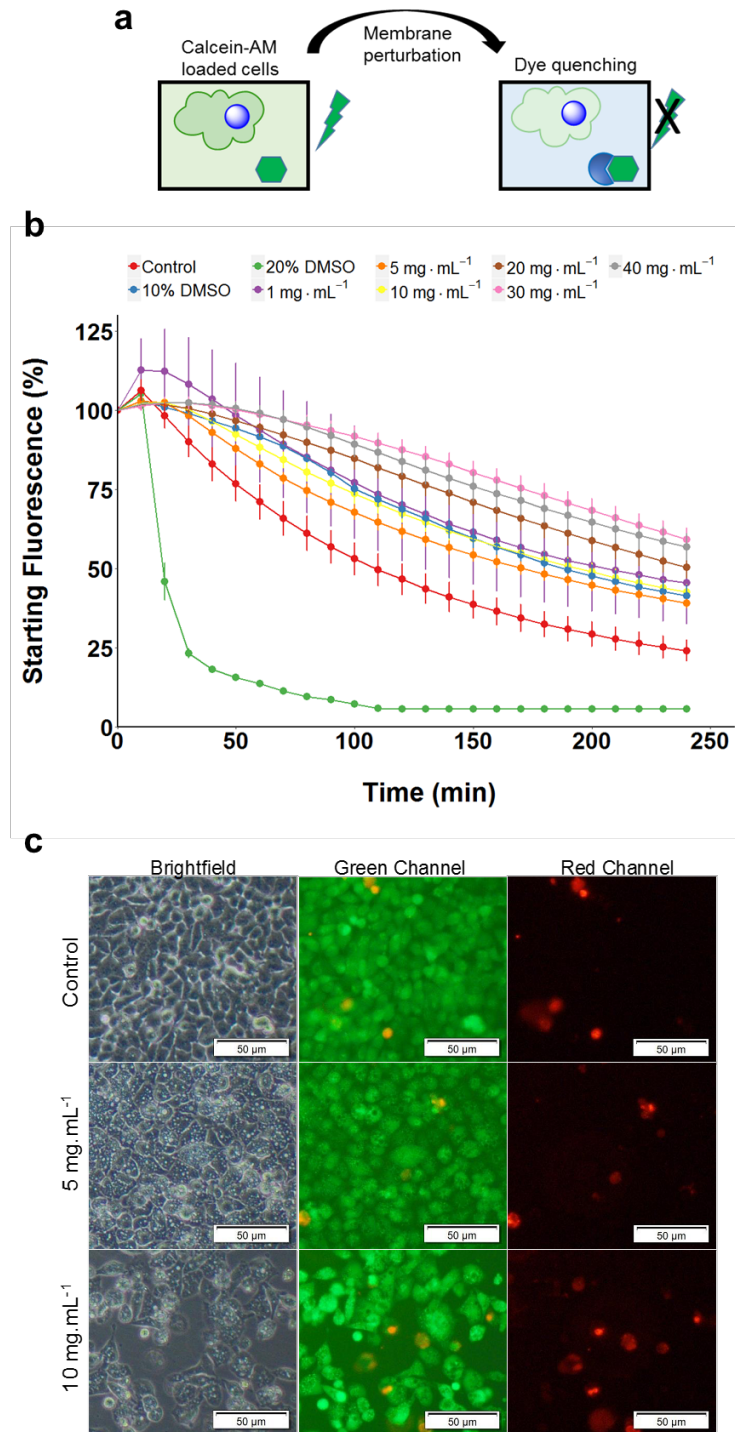 a
Calcein-AM
loaded cells
Membrane
perturbation
Dye quenching
X
b
Control
20% DMSO
5 mg · mL⁻¹
20 mg · mL⁻¹
40 mg · mL⁻¹
10% DMSO
1 mg · mL⁻¹
10 mg · mL⁻¹
30 mg · mL⁻¹
Starting Fluorescence (%)
125
100
75
50
25
0
0 50 100 150 200 250
Time (min)
c
Brightfield Green Channel Red Channel
Control
50 µm 50 µm 50 µm
5 mg.mL⁻¹
50 µm 50 µm 50 µm
10 mg.mL⁻¹
50 µm 50 µm 50 µm